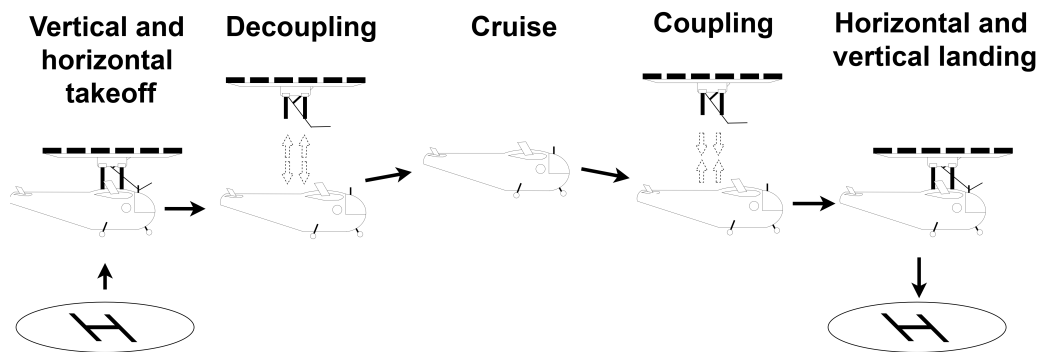 Vertical and
horizontal
takeoff
Decoupling
Cruise
Coupling
Horizontal and
vertical landing
H
H